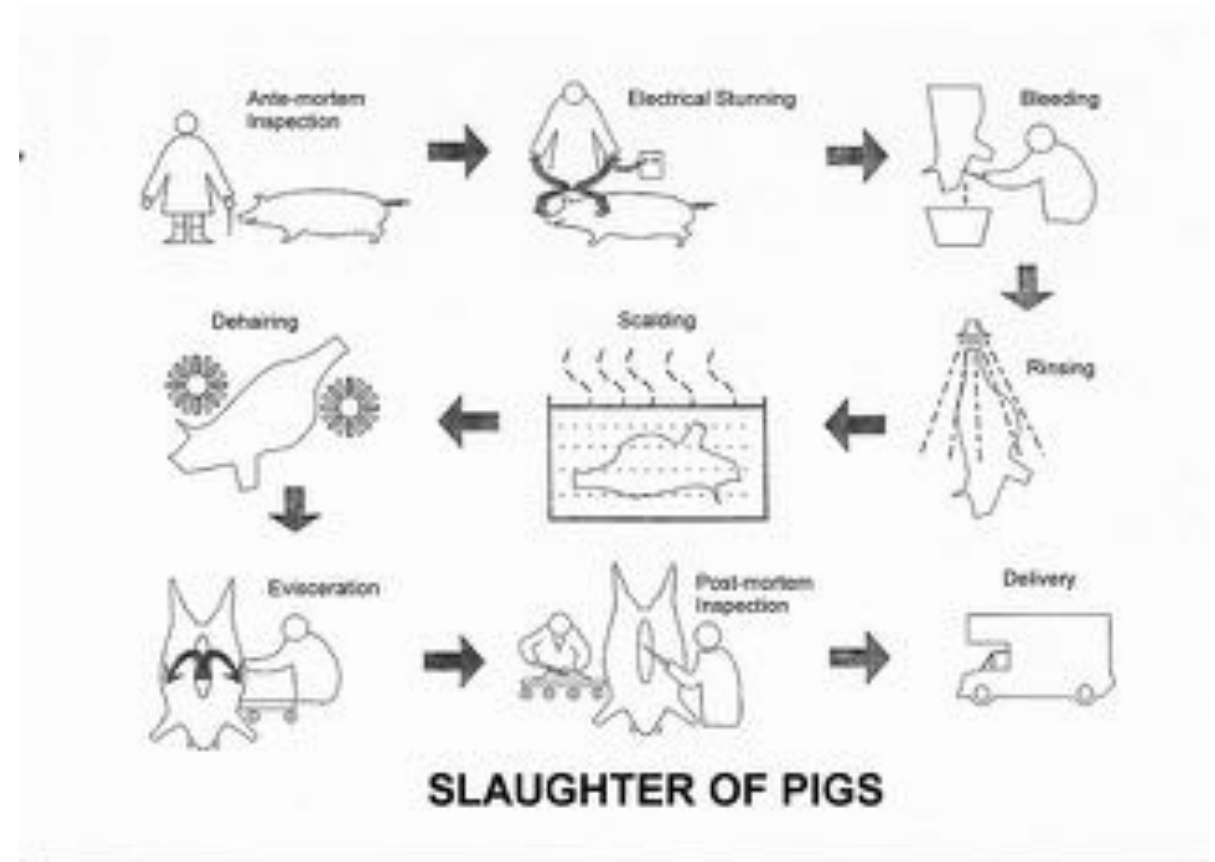 Ante-mortem
Inspection
Electrical Stunning
Bleeding
Rinsing
Scalding
Dehairing
Evisceration
Post-mortem
Inspection
Delivery
SLAUGHTER OF PIGS